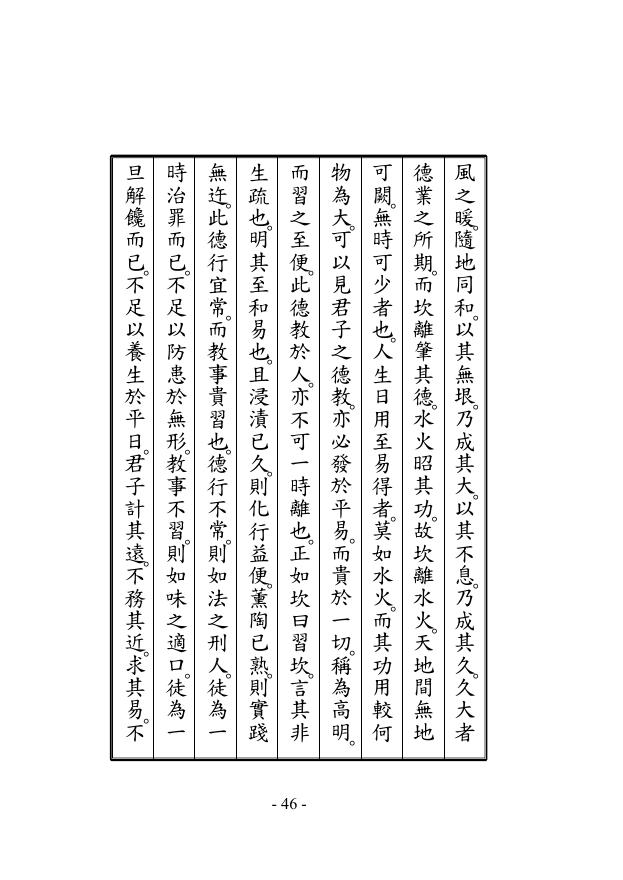 風之暖。隨地同和。以其無垠。乃成其大。以其不息。乃成其久。久大者
德業之所期。而坎離肇其德。水火昭其功。故坎離水火。天地間無地
可闕。無時可少者也。人生日用至易得者。莫如水火。而其功用較何
物為大。可以見君子之德教。亦必發於平易。而貴於一切。稱為高明。
而習之至便。此德教於人。亦不可一時離也。正如坎曰習坎。言其非
生疏也。明其至和易也。且浸漬已久。則化行益便。薰陶已熟。則實踐
無迕。此德行宜常。而教事貴習也。德行不常。則如法之刑人。徒為一
時治罪而已。不足以防患於無形。教事不習。則如味之適口。徒為一
旦解饞而已。不足以養生於平日。君子計其遠。不務其近。求其易。不
- 46 -